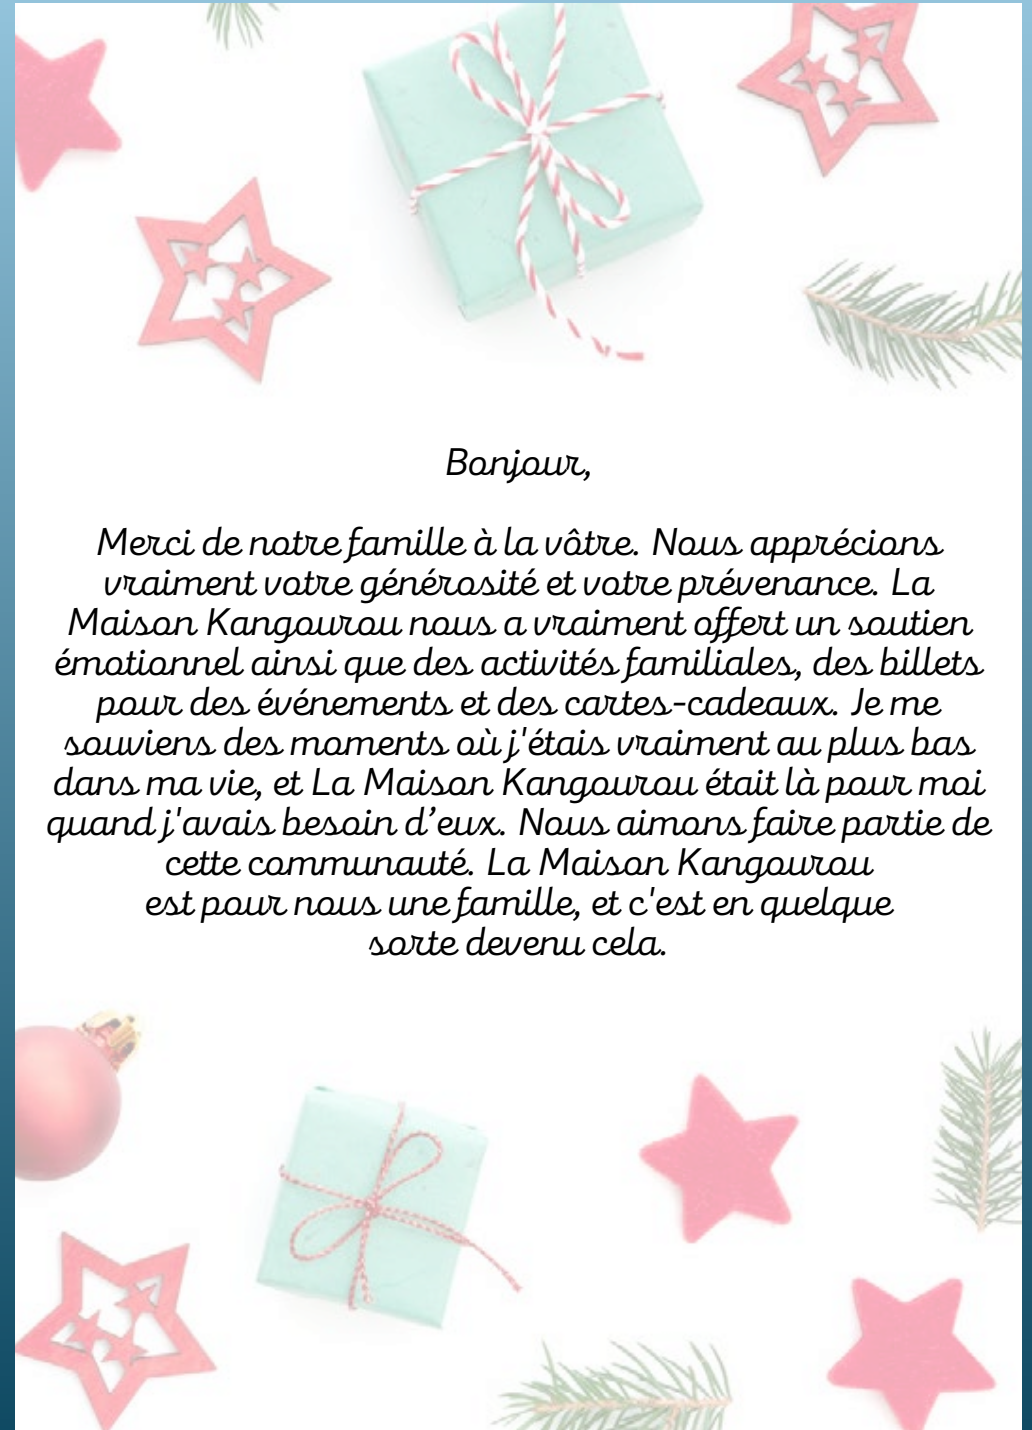 Bonjour,
Merci de notre famille à la vôtre. Nous apprécions
vraiment votre générosité et votre prévenance. La
Maison Kangourou nous a vraiment offert un soutien
émotionnel ainsi que des activités familiales, des billets
pour des événements et des cartes-cadeaux. Je me
souviens des moments où j'étais vraiment au plus bas
dans ma vie, et La Maison Kangourou était là pour moi
quand j'avais besoin d’eux. Nous aimons faire partie de
cette communauté. La Maison Kangourou
est pour nous une famille, et c'est en quelque
sorte devenu cela.